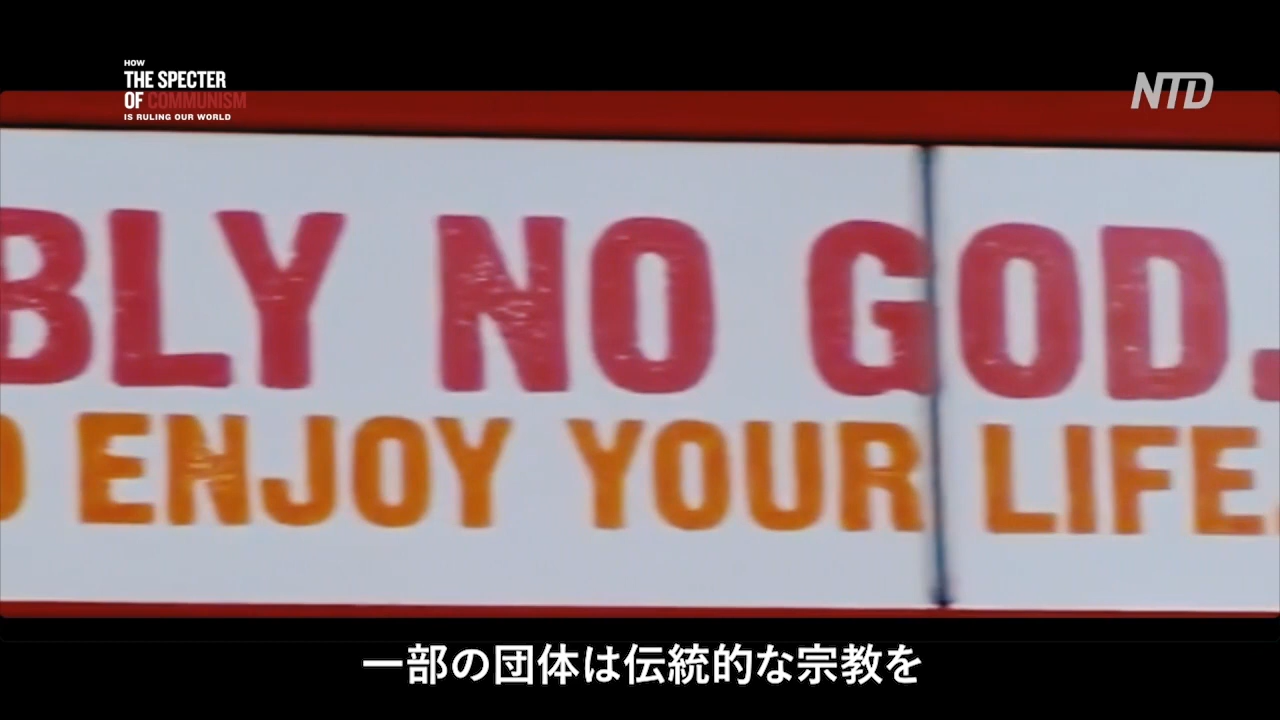 HOW
THE SPECTER
OF COMMUNISM
IS RULING OUR WORLD
NTD
BLY NO GOD.
ENJOY YOUR LIFE
一部の団体は伝統的な宗教を